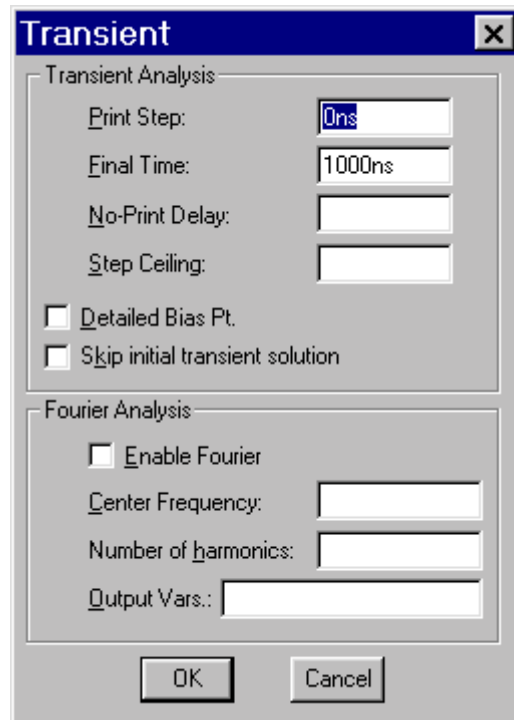 Transient
Transient Analysis
Print Step: 0ns
Final Time: 1000ns
No-Print Delay:
Step Ceiling:
Detailed Bias Pt.
Skip initial transient solution
Fourier Analysis
Enable Fourier
Center Frequency:
Number of harmonics:
Output Vars.:
OK Cancel